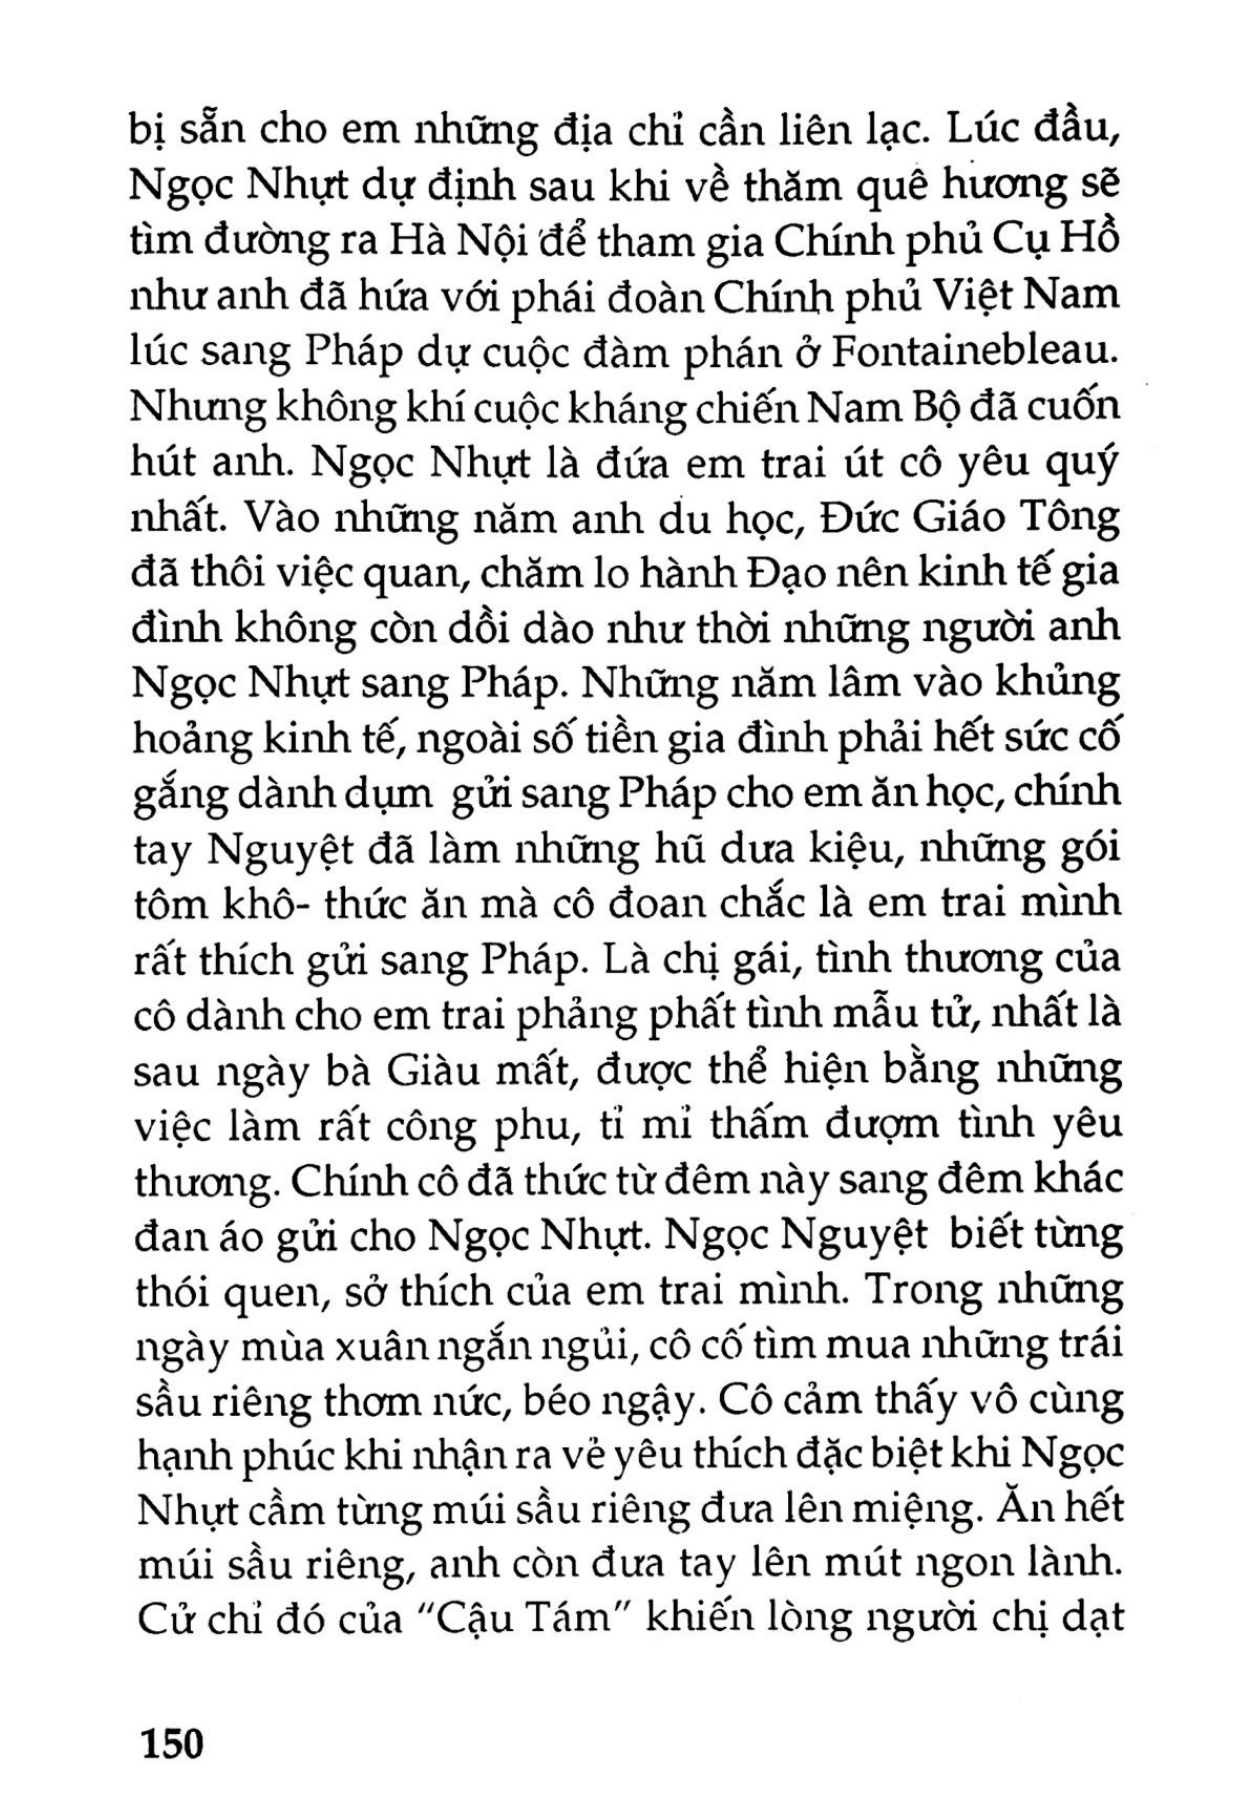 bị sẵn cho em những địa chỉ cần liên lạc. Lúc đầu,
Ngọc Nhựt dự định sau khi về thăm quê hương sẽ
tìm đường ra Hà Nội để tham gia Chính phủ Cụ Hồ
như anh đã hứa với phái đoàn Chính phủ Việt Nam
lúc sang Pháp dự cuộc đàm phán ở Fontainebleau.
Nhưng không khí cuộc kháng chiến Nam Bộ đã cuốn
hút anh. Ngọc Nhựt là đứa em trai út cô yêu quý
nhất. Vào những năm anh du học, Đức Giáo Tông
đã thôi việc quan, chăm lo hành Đạo nên kinh tế gia
đình không còn dồi dào như thời những người anh
Ngọc Nhựt sang Pháp. Những năm lâm vào khủng
hoảng kinh tế, ngoài số tiền gia đình phải hết sức cố
gắng dành dụm gửi sang Pháp cho em ăn học, chính
tay Nguyệt đã làm những hũ dưa kiệu, những gói
tôm khô- thức ăn mà cô đoan chắc là em trai mình
rất thích gửi sang Pháp. Là chị gái, tình thương của
cô dành cho em trai phảng phất tình mẫu tử, nhất là
sau ngày bà Giàu mất, được thể hiện bằng những
việc làm rất công phu, tỉ mỉ thấm đượm tình yêu
thương. Chính cô đã thức từ đêm này sang đêm khác
đan áo gửi cho Ngọc Nhựt. Ngọc Nguyệt biết từng
thói quen, sở thích của em trai mình. Trong những
ngày mùa xuân ngắn ngủi, cô cố tìm mua những trái
sầu riêng thơm nức, béo ngậy. Cô cảm thấy vô cùng
hạnh phúc khi nhận ra vẻ yêu thích đặc biệt khi Ngọc
Nhựt cầm từng múi sầu riêng đưa lên miệng. Ăn hết
múi sầu riêng, anh còn đưa tay lên mút ngon lành.
Cử chỉ đó của "Cậu Tám" khiến lòng người chị dạt
150